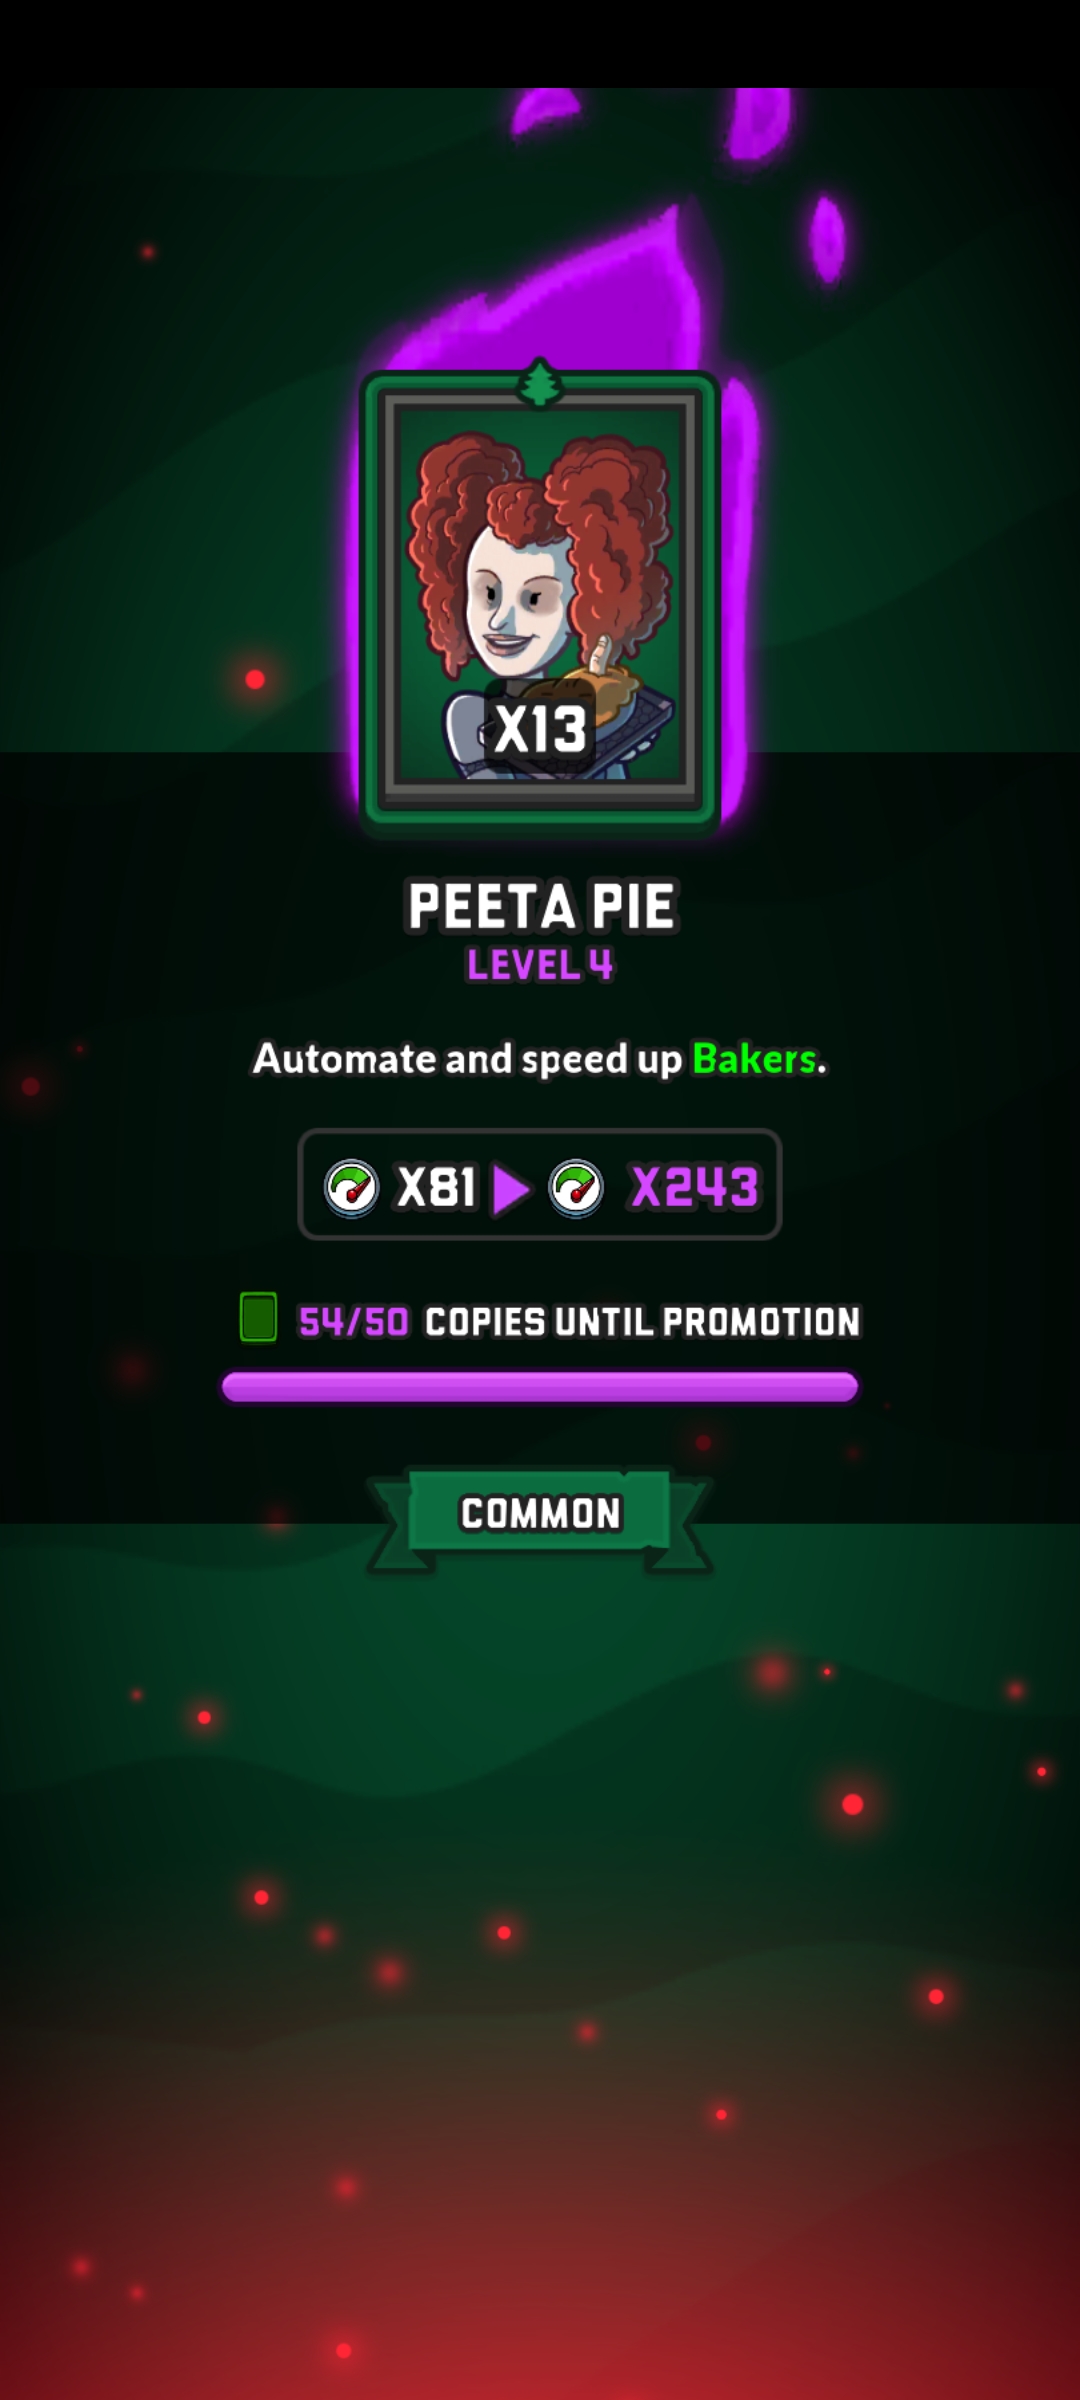 X13
PEETA PIE
LEVEL 4
Automate and speed up Bakers.
X81 X243
54/50 COPIES UNTIL PROMOTION
COMMON